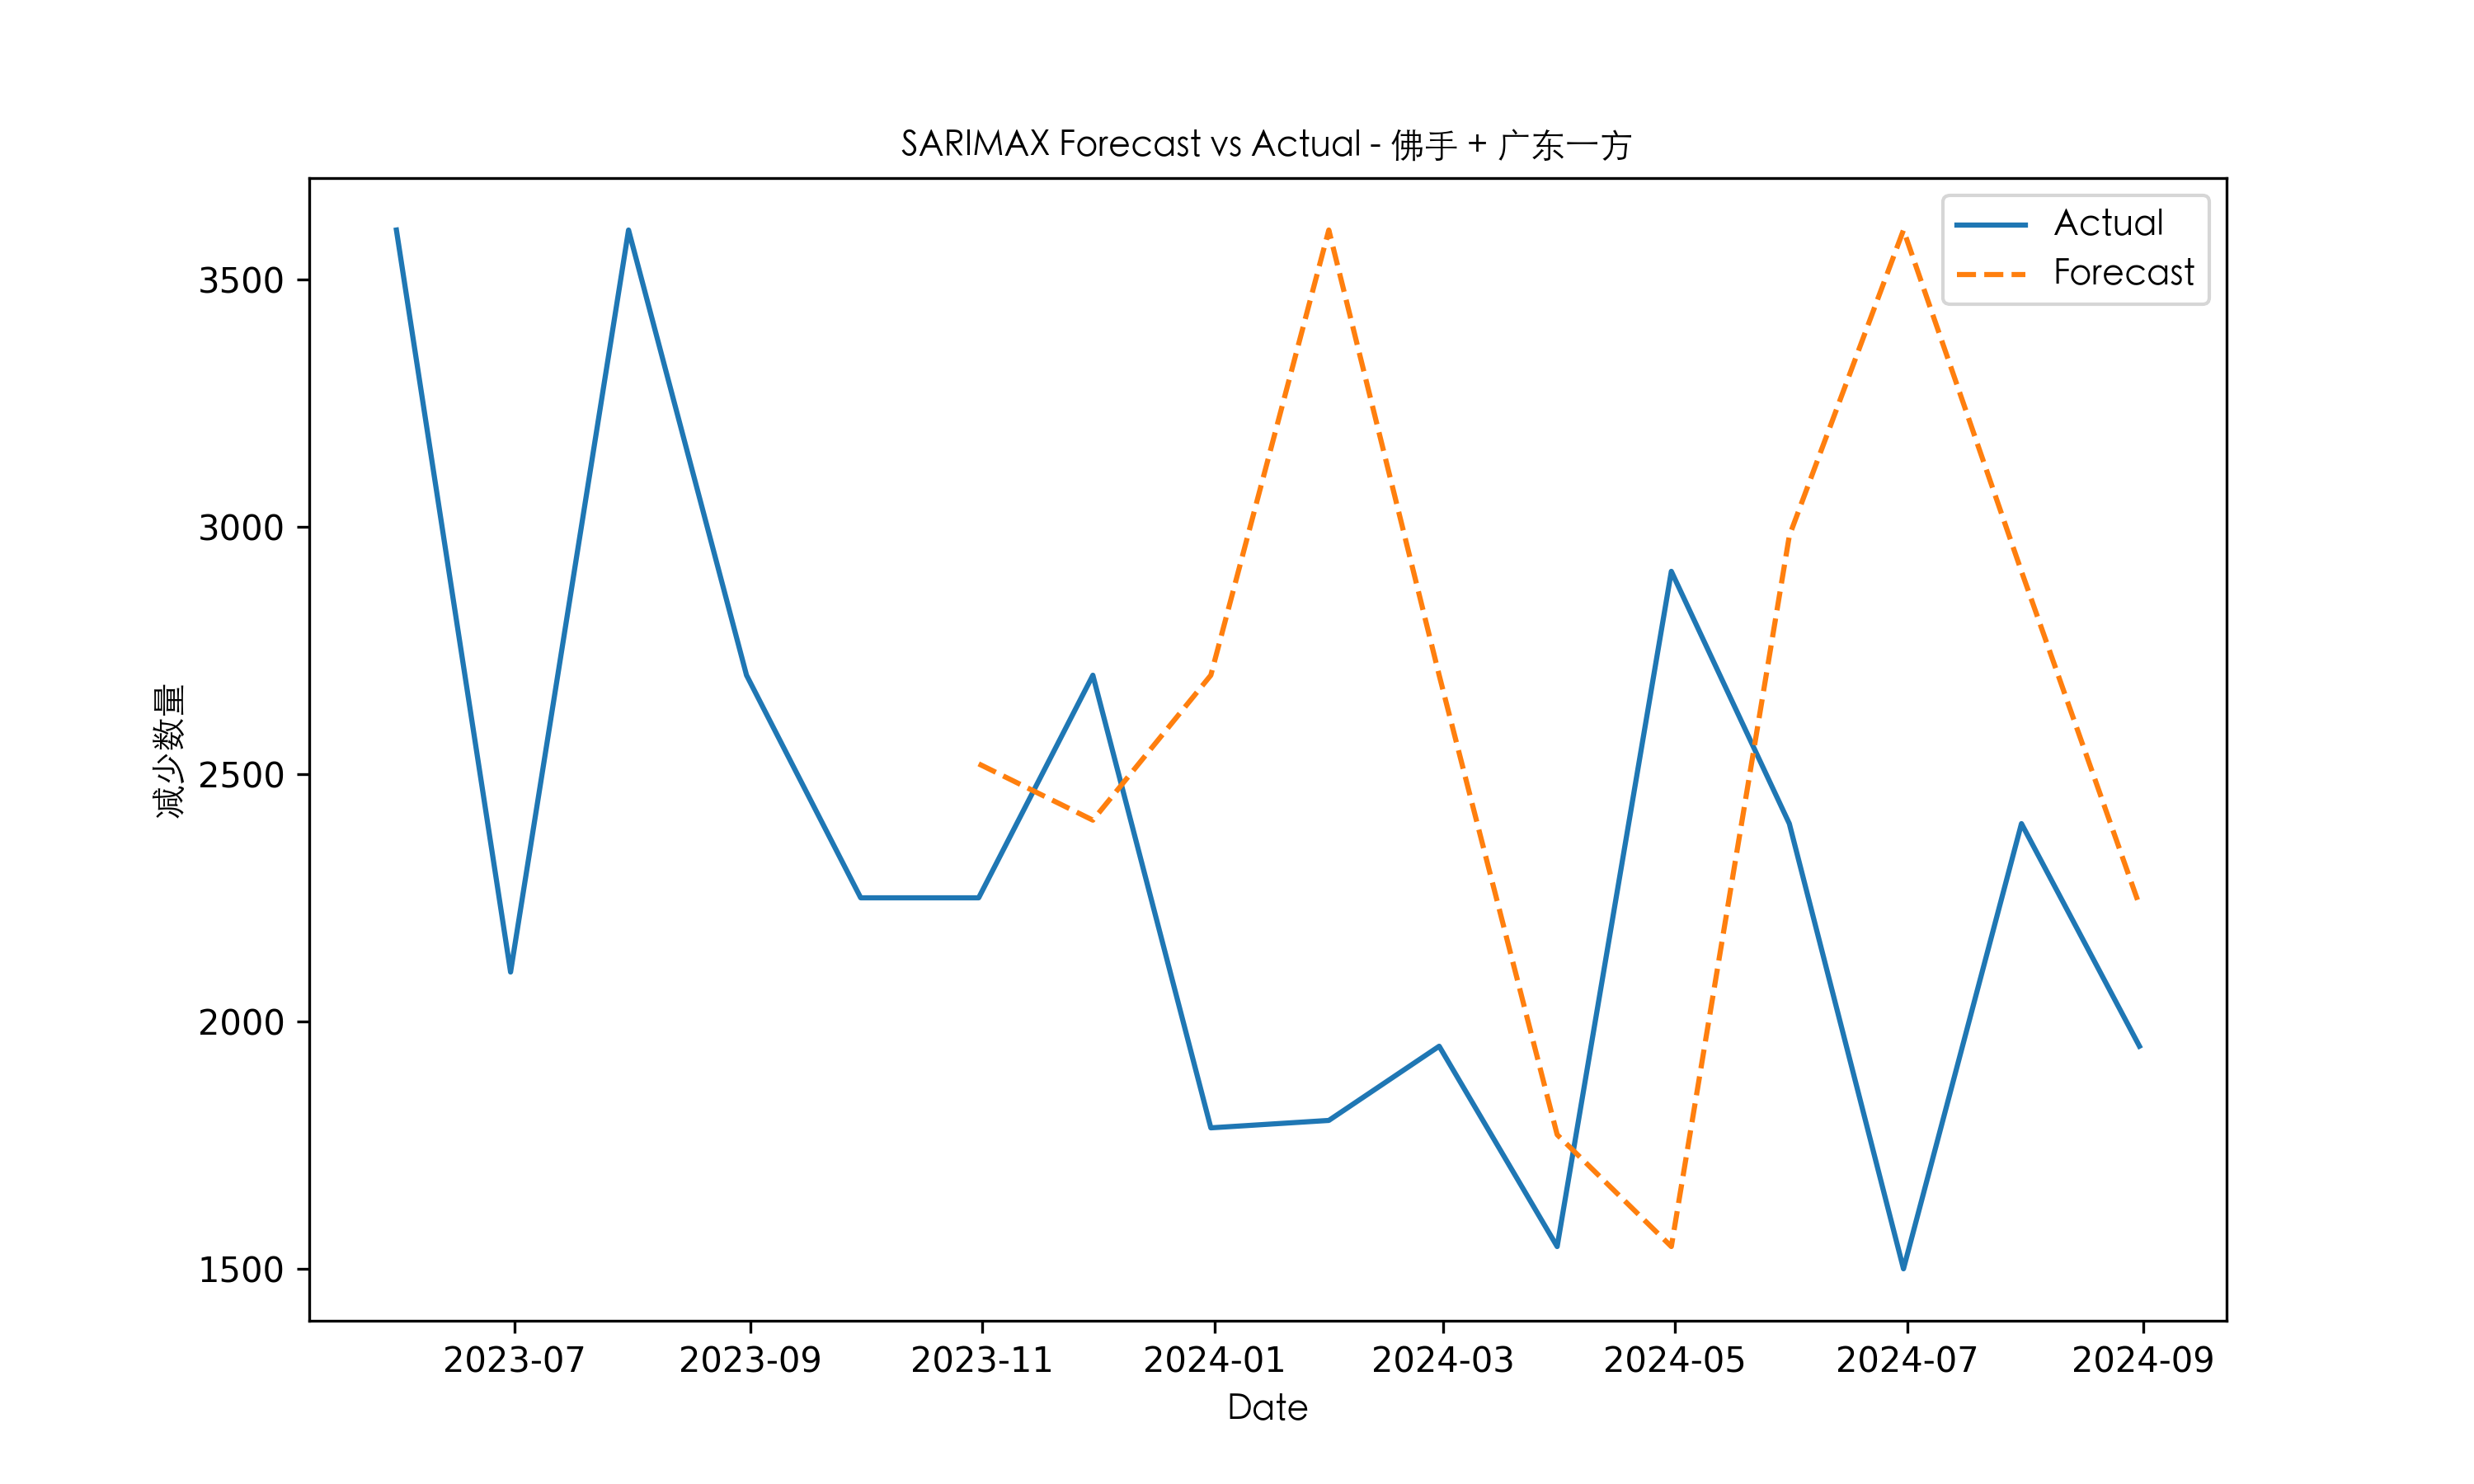 SARIMAX Forecast vs Actual - 佛手 + 广东一方
Actual
Forecast
减少数量
3500
3000
2500
2000
1500
2023-07 2023-09 2023-11 2024-01 2024-03 2024-05 2024-07 2024-09
Date